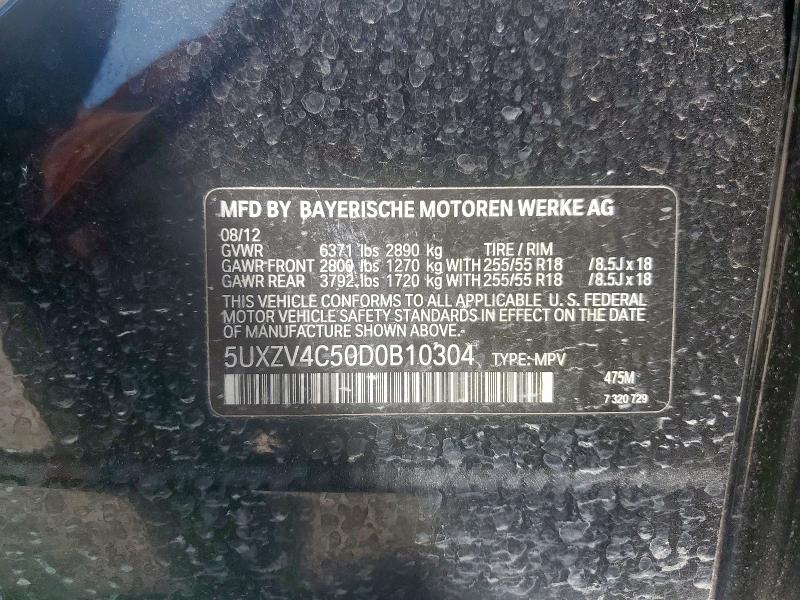 MFD BY BAYERISCHE MOTOREN WERKE AG
08/12
GVWR 6371 lbs 2890 kg TIRE / RIM
GAWR FRONT 2800 lbs 1270 kg WITH 255/55 R18 / 8.5J x 18
GAWR REAR 3792 lbs 1720 kg WITH 255/55 R18 / 8.5J x 18
THIS VEHICLE CONFORMS TO ALL APPLICABLE U. S. FEDERAL
MOTOR VEHICLE SAFETY STANDARDS IN EFFECT ON THE DATE
OF MANUFACTURE SHOWN ABOVE.
5UXZV4C50D0B10304 TYPE: MPV
475M
7 320 729